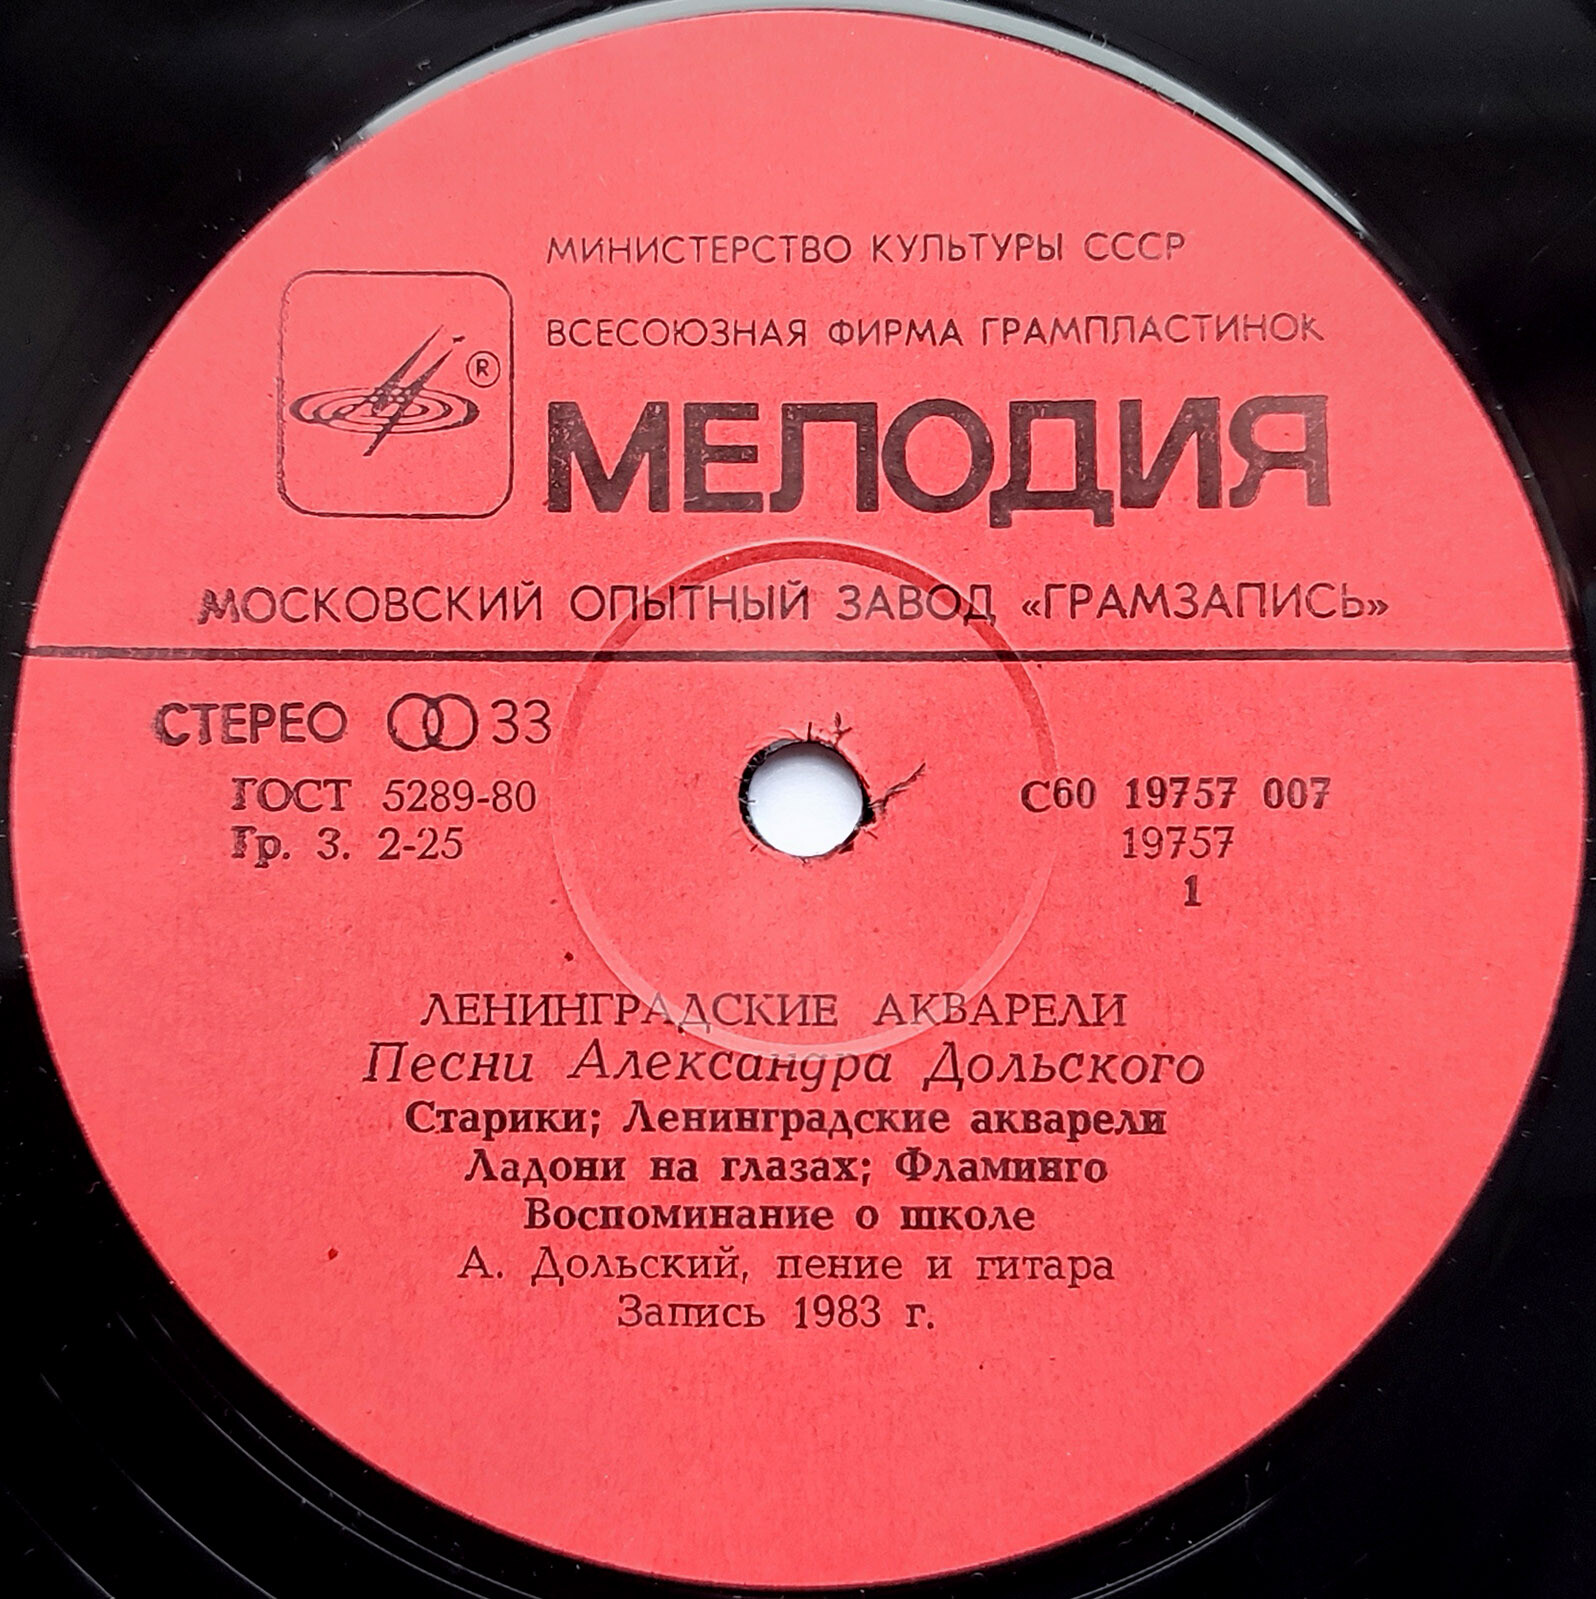 МИНИСТЕРСТВО КУЛЬТУРЫ СССР
ВСЕСОЮЗНАЯ ФИРМА ГРАМПЛАСТИНОК
®
МЕЛОДИЯ
МОСКОВСКИЙ ОПЫТНЫЙ ЗАВОД «ГРАМЗАПИСЬ»
СТЕРЕО 33
ГОСТ 5289-80
Гр. 3. 2-25
С60 19757 007
19757
1
ЛЕНИНГРАДСКИЕ АКВАРЕЛИ
Песни Александра Дольского
Старики; Ленинградские акварели
Ладони на глазах; Фламинго
Воспоминание о школе
А. Дольский, пение и гитара
Запись 1983 г.